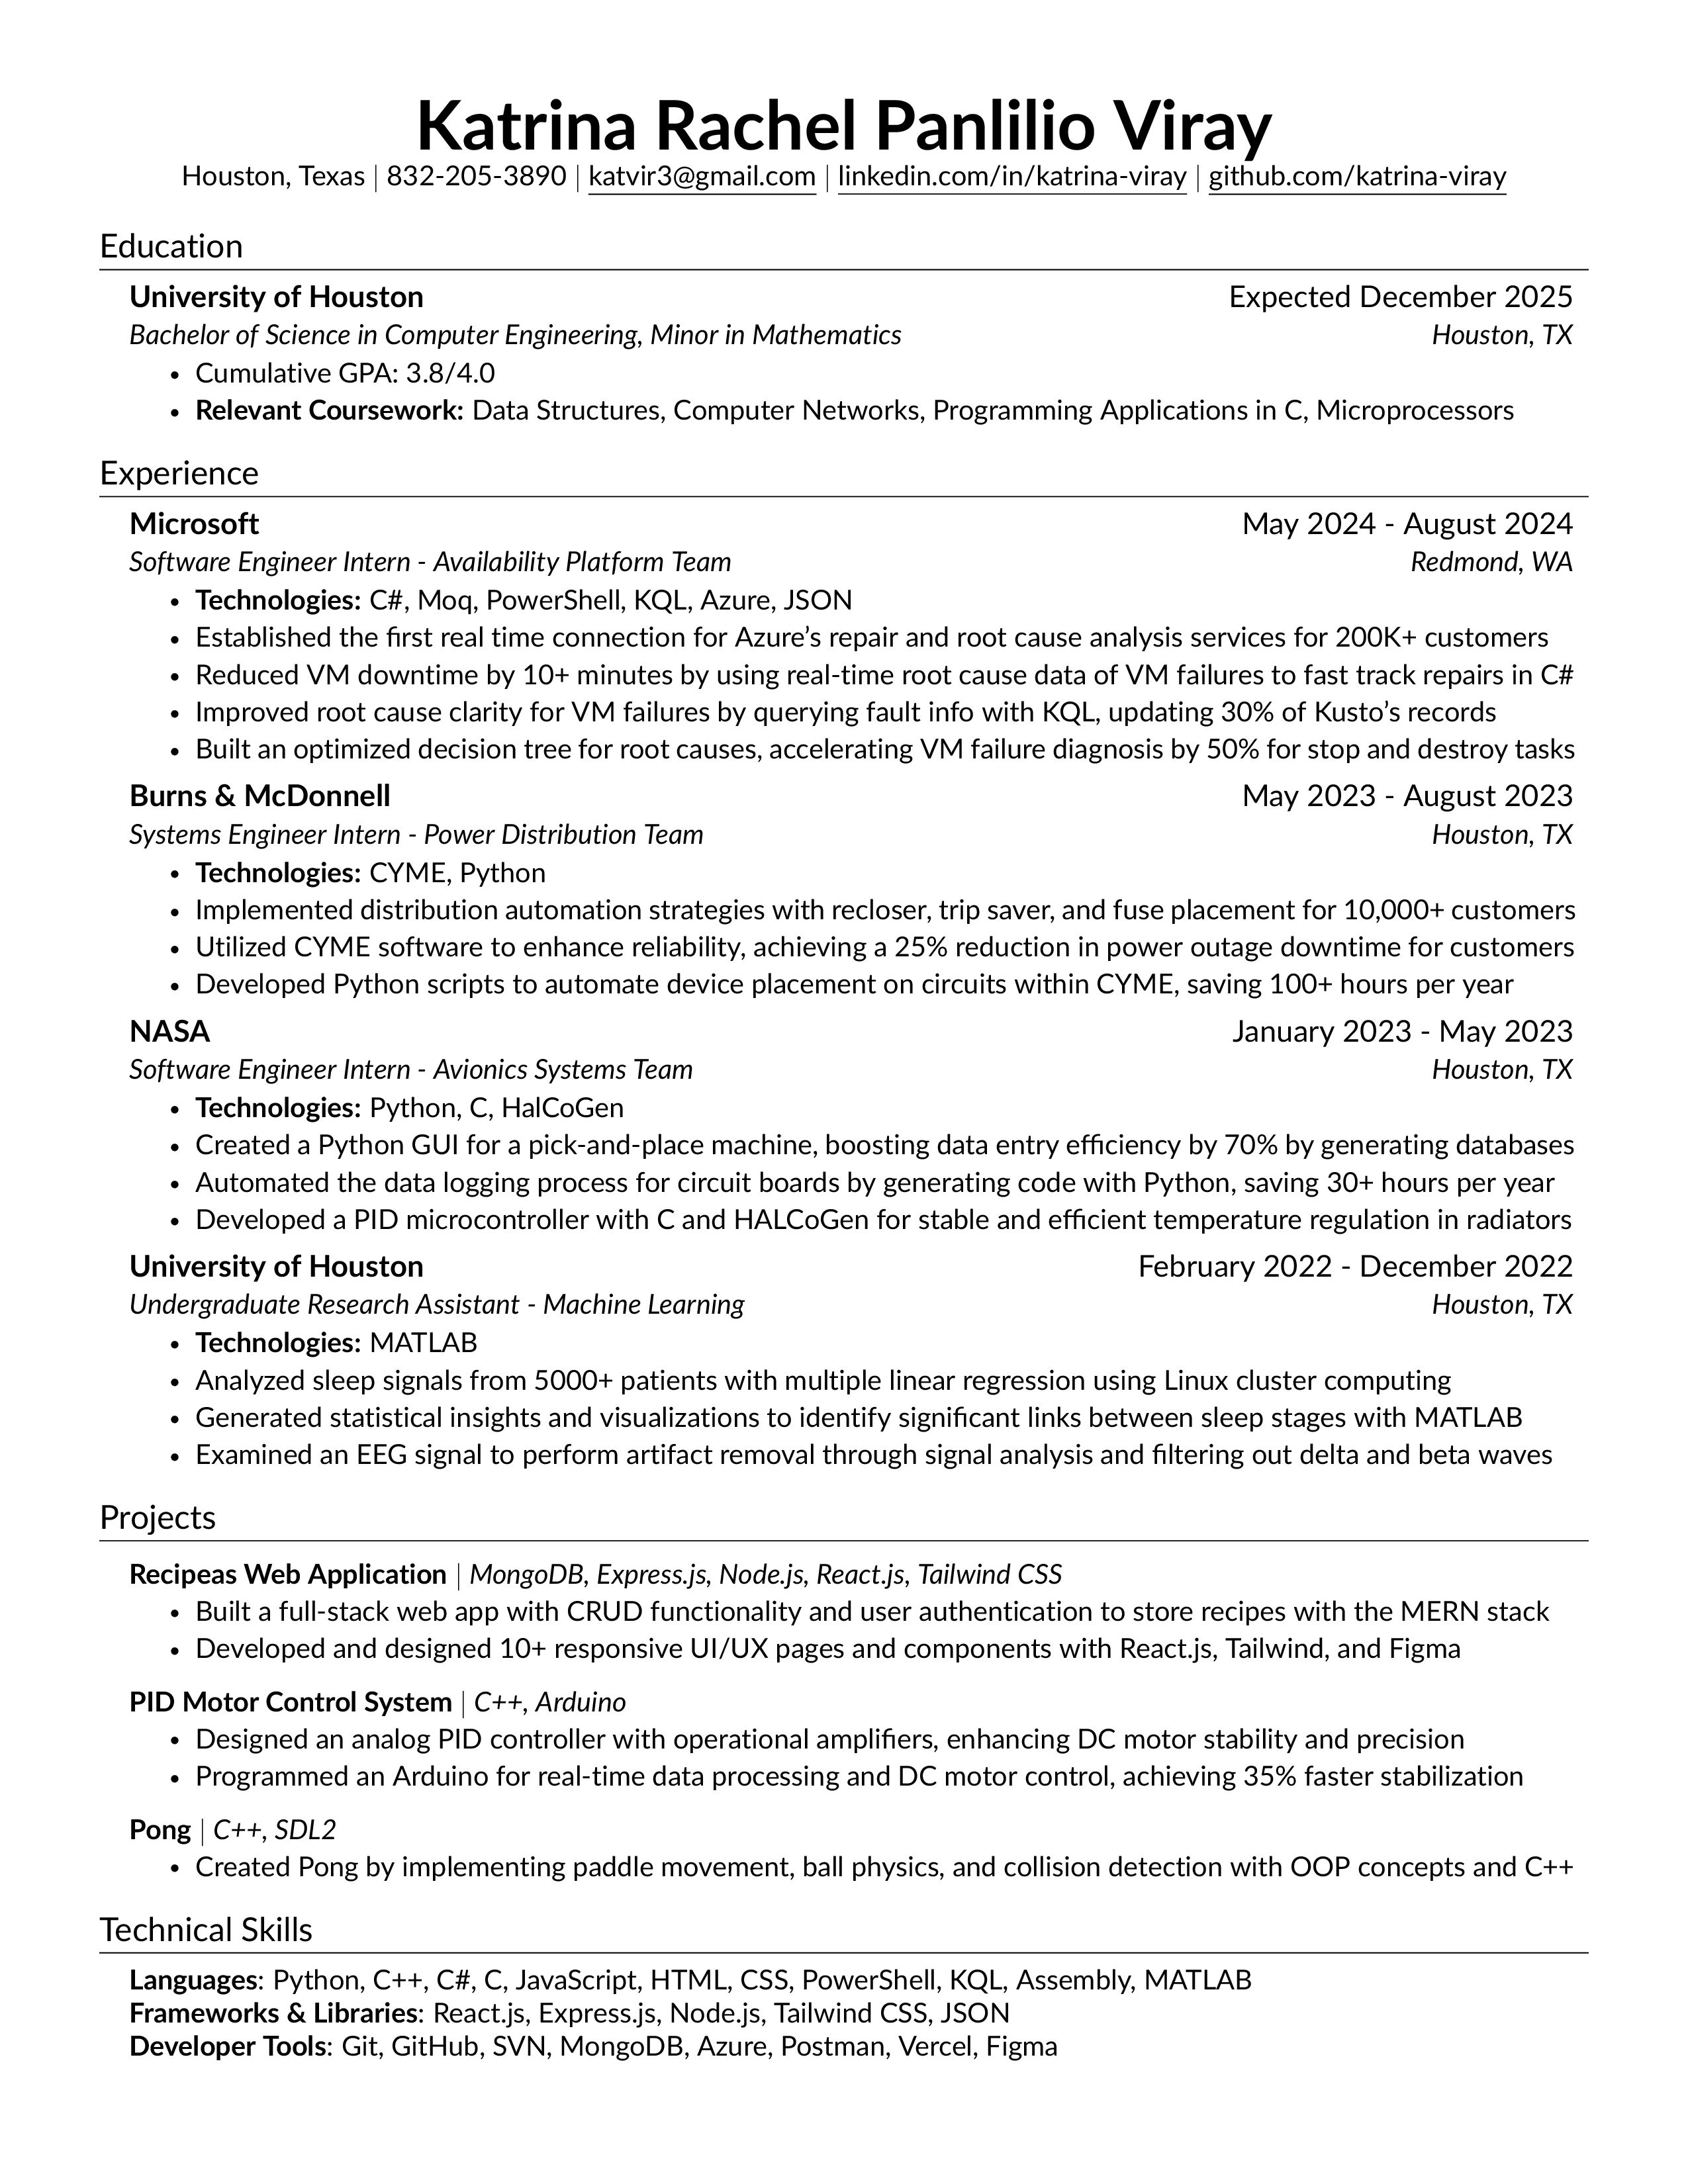 Katrina Rachel Panlilio Viray
Houston, Texas | 832-205-3890 | katvir3@gmail.com | linkedin.com/in/katrina-viray | github.com/katrina-viray
Education
University of Houston Expected December 2025
Bachelor of Science in Computer Engineering, Minor in Mathematics Houston, TX
• Cumulative GPA: 3.8/4.0
• Relevant Coursework: Data Structures, Computer Networks, Programming Applications in C, Microprocessors
Experience
Microsoft May 2024 - August 2024
Software Engineer Intern - Availability Platform Team Redmond, WA
• Technologies: C#, Moq, PowerShell, KQL, Azure, JSON
• Established the first real time connection for Azure’s repair and root cause analysis services for 200K+ customers
• Reduced VM downtime by 10+ minutes by using real-time root cause data of VM failures to fast track repairs in C#
• Improved root cause clarity for VM failures by querying fault info with KQL, updating 30% of Kusto’s records
• Built an optimized decision tree for root causes, accelerating VM failure diagnosis by 50% for stop and destroy tasks
Burns & McDonnell May 2023 - August 2023
Systems Engineer Intern - Power Distribution Team Houston, TX
• Technologies: CYME, Python
• Implemented distribution automation strategies with recloser, trip saver, and fuse placement for 10,000+ customers
• Utilized CYME software to enhance reliability, achieving a 25% reduction in power outage downtime for customers
• Developed Python scripts to automate device placement on circuits within CYME, saving 100+ hours per year
NASA January 2023 - May 2023
Software Engineer Intern - Avionics Systems Team Houston, TX
• Technologies: Python, C, HalCoGen
• Created a Python GUI for a pick-and-place machine, boosting data entry efficiency by 70% by generating databases
• Automated the data logging process for circuit boards by generating code with Python, saving 30+ hours per year
• Developed a PID microcontroller with C and HALCoGen for stable and efficient temperature regulation in radiators
University of Houston February 2022 - December 2022
Undergraduate Research Assistant - Machine Learning Houston, TX
• Technologies: MATLAB
• Analyzed sleep signals from 5000+ patients with multiple linear regression using Linux cluster computing
• Generated statistical insights and visualizations to identify significant links between sleep stages with MATLAB
• Examined an EEG signal to perform artifact removal through signal analysis and filtering out delta and beta waves
Projects
Recipeas Web Application | MongoDB, Express.js, Node.js, React.js, Tailwind CSS
• Built a full-stack web app with CRUD functionality and user authentication to store recipes with the MERN stack
• Developed and designed 10+ responsive UI/UX pages and components with React.js, Tailwind, and Figma
PID Motor Control System | C++, Arduino
• Designed an analog PID controller with operational amplifiers, enhancing DC motor stability and precision
• Programmed an Arduino for real-time data processing and DC motor control, achieving 35% faster stabilization
Pong | C++, SDL2
• Created Pong by implementing paddle movement, ball physics, and collision detection with OOP concepts and C++
Technical Skills
Languages: Python, C++, C#, C, JavaScript, HTML, CSS, PowerShell, KQL, Assembly, MATLAB
Frameworks & Libraries: React.js, Express.js, Node.js, Tailwind CSS, JSON
Developer Tools: Git, GitHub, SVN, MongoDB, Azure, Postman, Vercel, Figma